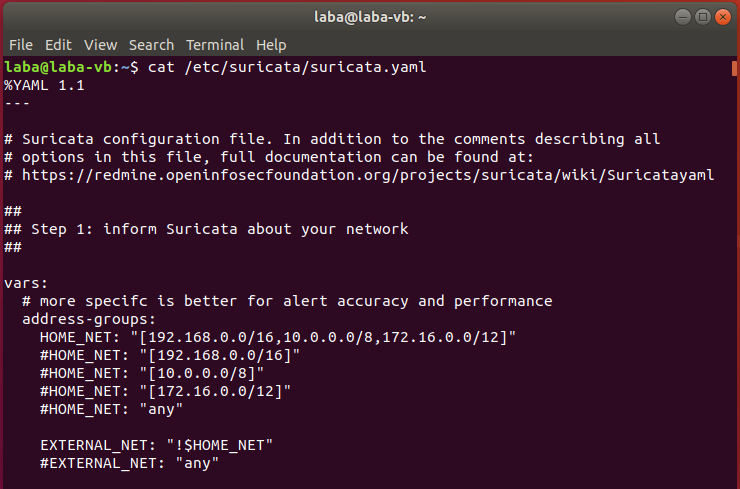 laba@laba-vb: ~
File Edit View Search Terminal Help
laba@laba-vb:~$ cat /etc/suricata/suricata.yaml
%YAML 1.1
---

# Suricata configuration file. In addition to the comments describing all
# options in this file, full documentation can be found at:
# https://redmine.openinfosecfoundation.org/projects/suricata/wiki/Suricatayaml

##
## Step 1: inform Suricata about your network
##

vars:
  # more specifc is better for alert accuracy and performance
  address-groups:
    HOME_NET: "[192.168.0.0/16,10.0.0.0/8,172.16.0.0/12]"
    #HOME_NET: "[192.168.0.0/16]"
    #HOME_NET: "[10.0.0.0/8]"
    #HOME_NET: "[172.16.0.0/12]"
    #HOME_NET: "any"

    EXTERNAL_NET: "!$HOME_NET"
    #EXTERNAL_NET: "any"